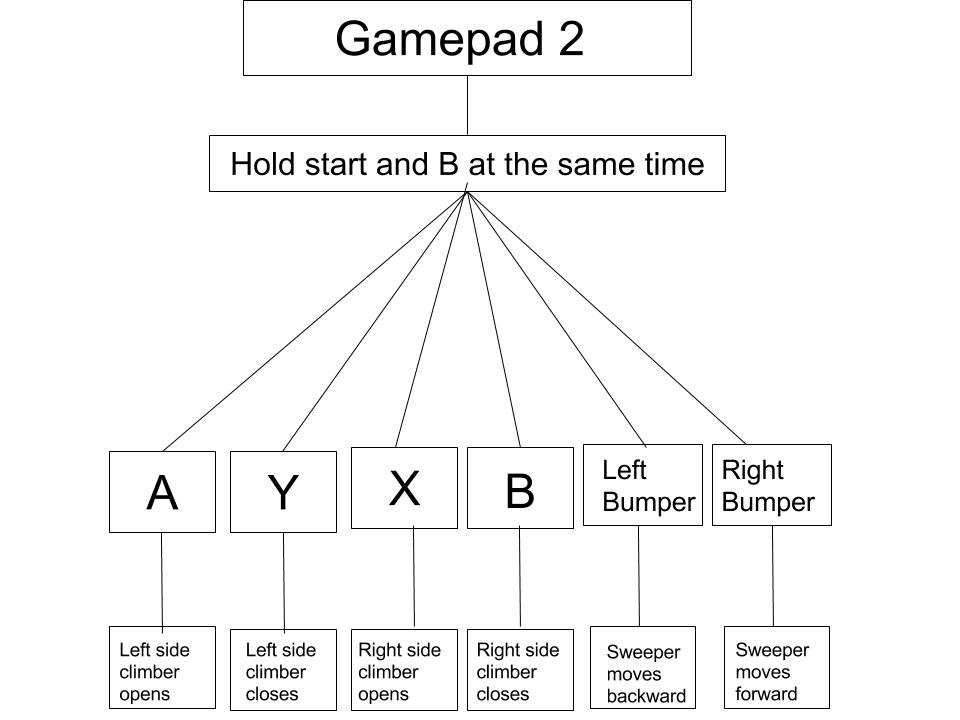 Gamepad 2
Hold start and B at the same time
A
Y
X
B
Left
Bumper
Right
Bumper
Left side
climber
opens
Left side
climber
closes
Right side
climber
opens
Right side
climber
closes
Sweeper
moves
backward
Sweeper
moves
forward